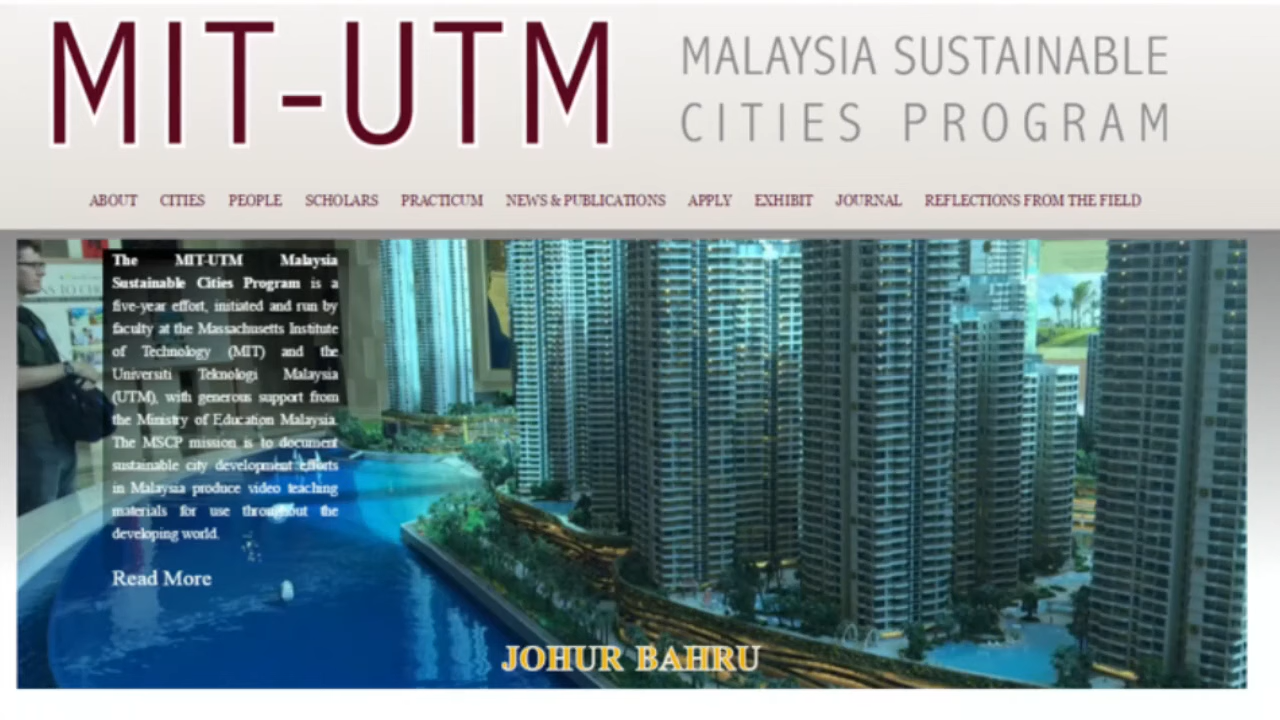 MIT-UTM
MALAYSIA SUSTAINABLE
CITIES PROGRAM
ABOUT CITIES PEOPLE SCHOLARS PRACTICUM NEWS & PUBLICATIONS APPLY EXHIBIT JOURNAL REFLECTIONS FROM THE FIELD
The MIT-UTM Malaysia
Sustainable Cities Program is a
five-year effort, initiated and run by
faculty at the Massachusetts Institute
of Technology (MIT) and the
Universiti Teknologi Malaysia
(UTM), with generous support from
the Ministry of Education Malaysia.
The MSCP mission is to document
sustainable city development efforts
in Malaysia produce video teaching
materials for use throughout the
developing world.
Read More
JOHUR BAHRU